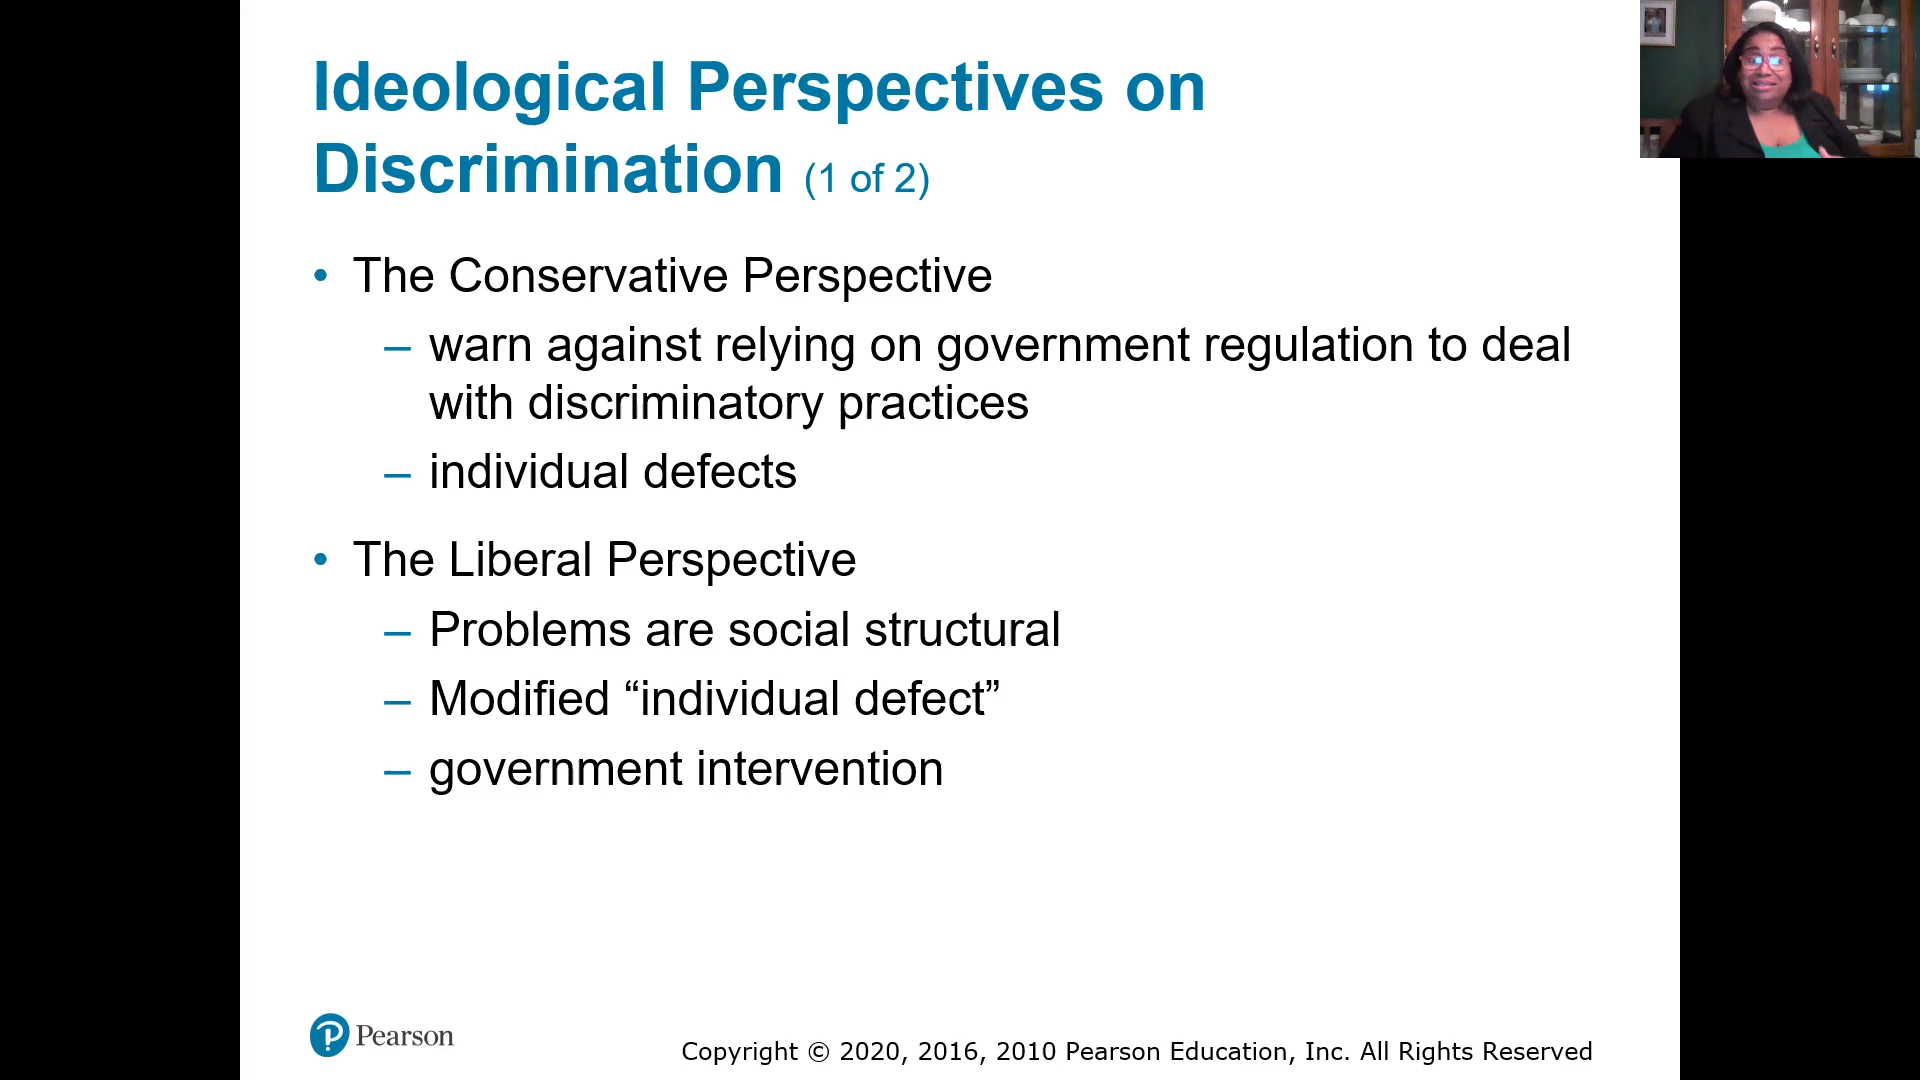 Ideological Perspectives on
Discrimination (1 of 2)
• The Conservative Perspective
– warn against relying on government regulation to deal
with discriminatory practices
– individual defects
• The Liberal Perspective
– Problems are social structural
– Modified “individual defect”
– government intervention
Pearson
Copyright © 2020, 2016, 2010 Pearson Education, Inc. All Rights Reserved